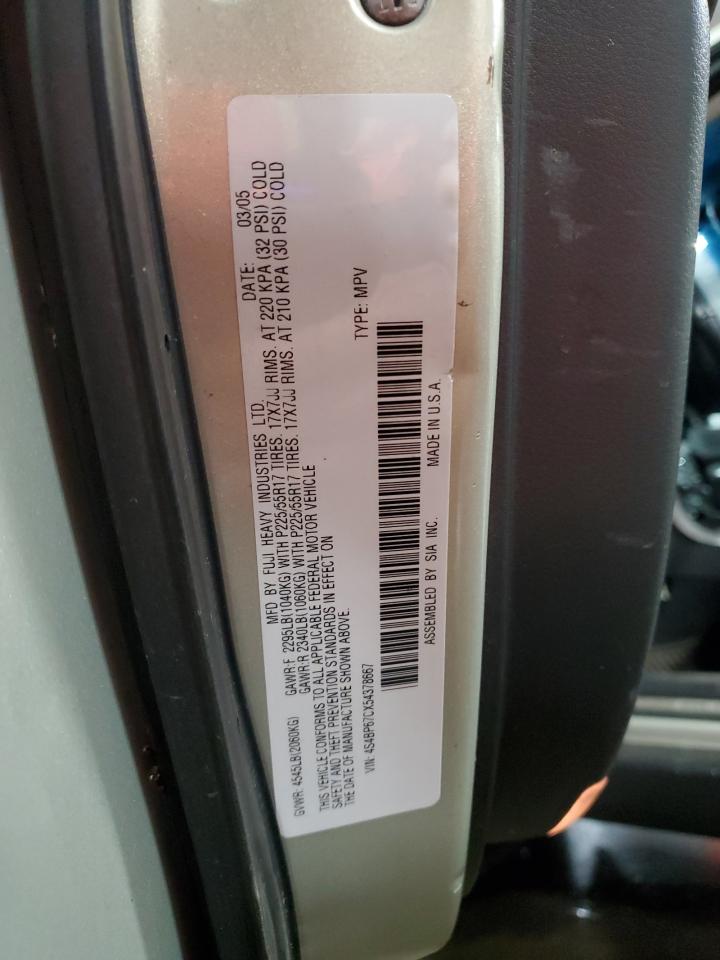 MFD BY FUJI HEAVY INDUSTRIES LTD. DATE: 03/05
GVWR: 4545LB(2060KG) GAWR:F 2295LB(1040KG) WITH P225/55R17 TIRES. 17X7JJ RIMS. AT 220 KPA (32 PSI) COLD
GAWR:R 2340LB(1060KG) WITH P225/55R17 TIRES. 17X7JJ RIMS. AT 210 KPA (30 PSI) COLD
THIS VEHICLE CONFORMS TO ALL APPLICABLE FEDERAL MOTOR VEHICLE
SAFETY AND THEFT PREVENTION STANDARDS IN EFFECT ON
THE DATE OF MANUFACTURE SHOWN ABOVE.
VIN: 4S4BP67CX54378667 TYPE: MPV
ASSEMBLED BY SIA INC. MADE IN U.S.A.